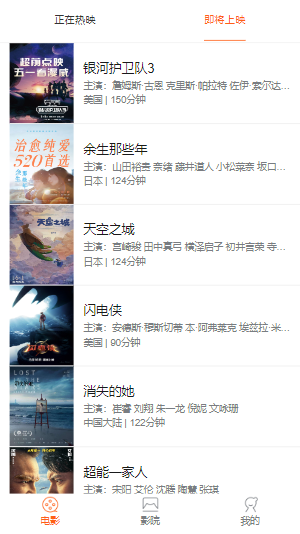 正在热映
即将上映
超前点映
五一看漫威
银河护卫队3
主演：詹姆斯·古恩 克里斯·帕拉特 佐伊·索尔达...
美国 | 150分钟
治愈纯爱
520首选
余生那些年
主演：山田裕贵 奈绪 藤井道人 小松菜奈 坂口...
日本 | 124分钟
天空之城
天空之城
主演：宫崎骏 田中真弓 横泽启子 初井言荣 寺...
日本 | 124分钟
闪电侠
主演：安德斯·穆斯切蒂 本·阿弗莱克 埃兹拉·米...
美国 | 90分钟
LOST
消失的她
主演：崔睿 刘翔 朱一龙 倪妮 文咏珊
中国大陆 | 122分钟
超能一家人
主演：宋阳 艾伦 沈腾 陶慧 张琪
电影
影院
我的